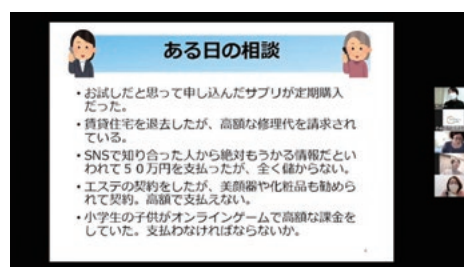 ある日の相談
・お試しだと思って申し込んだサプリが定期購入
だった。
・賃貸住宅を退去したが、高額な修理代を請求され
ている。
・SNSで知り合った人から絶対もうかる情報だとい
われて５０万円を支払ったが、全く儲からない。
・エステの契約をしたが、美顔器や化粧品も勧めら
れて契約。高額で支払えない。
・小学生の子供がオンラインゲームで高額な課金を
していた。支払わなければならないか。